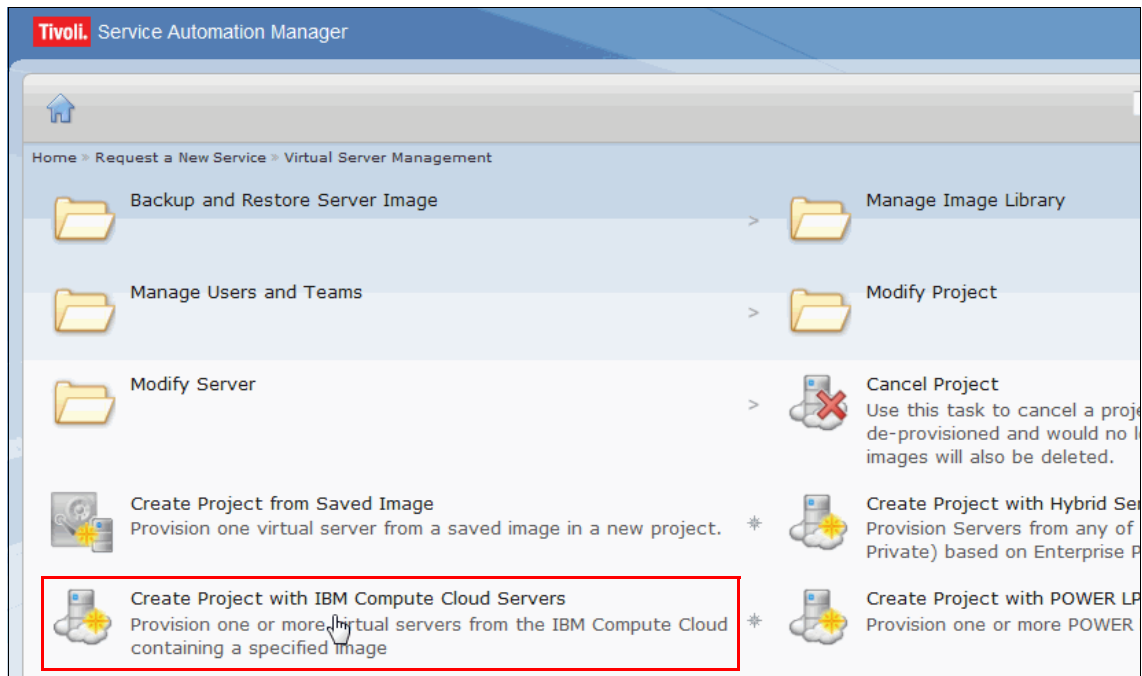 Tivoli. Service Automation Manager
Home » Request a New Service » Virtual Server Management
Backup and Restore Server Image
>
Manage Image Library
Manage Users and Teams
>
Modify Project
Modify Server
>
Cancel Project
Use this task to cancel a proje
de-provisioned and would no l
images will also be deleted.
Create Project from Saved Image
Provision one virtual server from a saved image in a new project.
Create Project with Hybrid Ser
Provision Servers from any of
Private) based on Enterprise P
Create Project with IBM Compute Cloud Servers
Provision one or more virtual servers from the IBM Compute Cloud
containing a specified image
Create Project with POWER LP
Provision one or more POWER